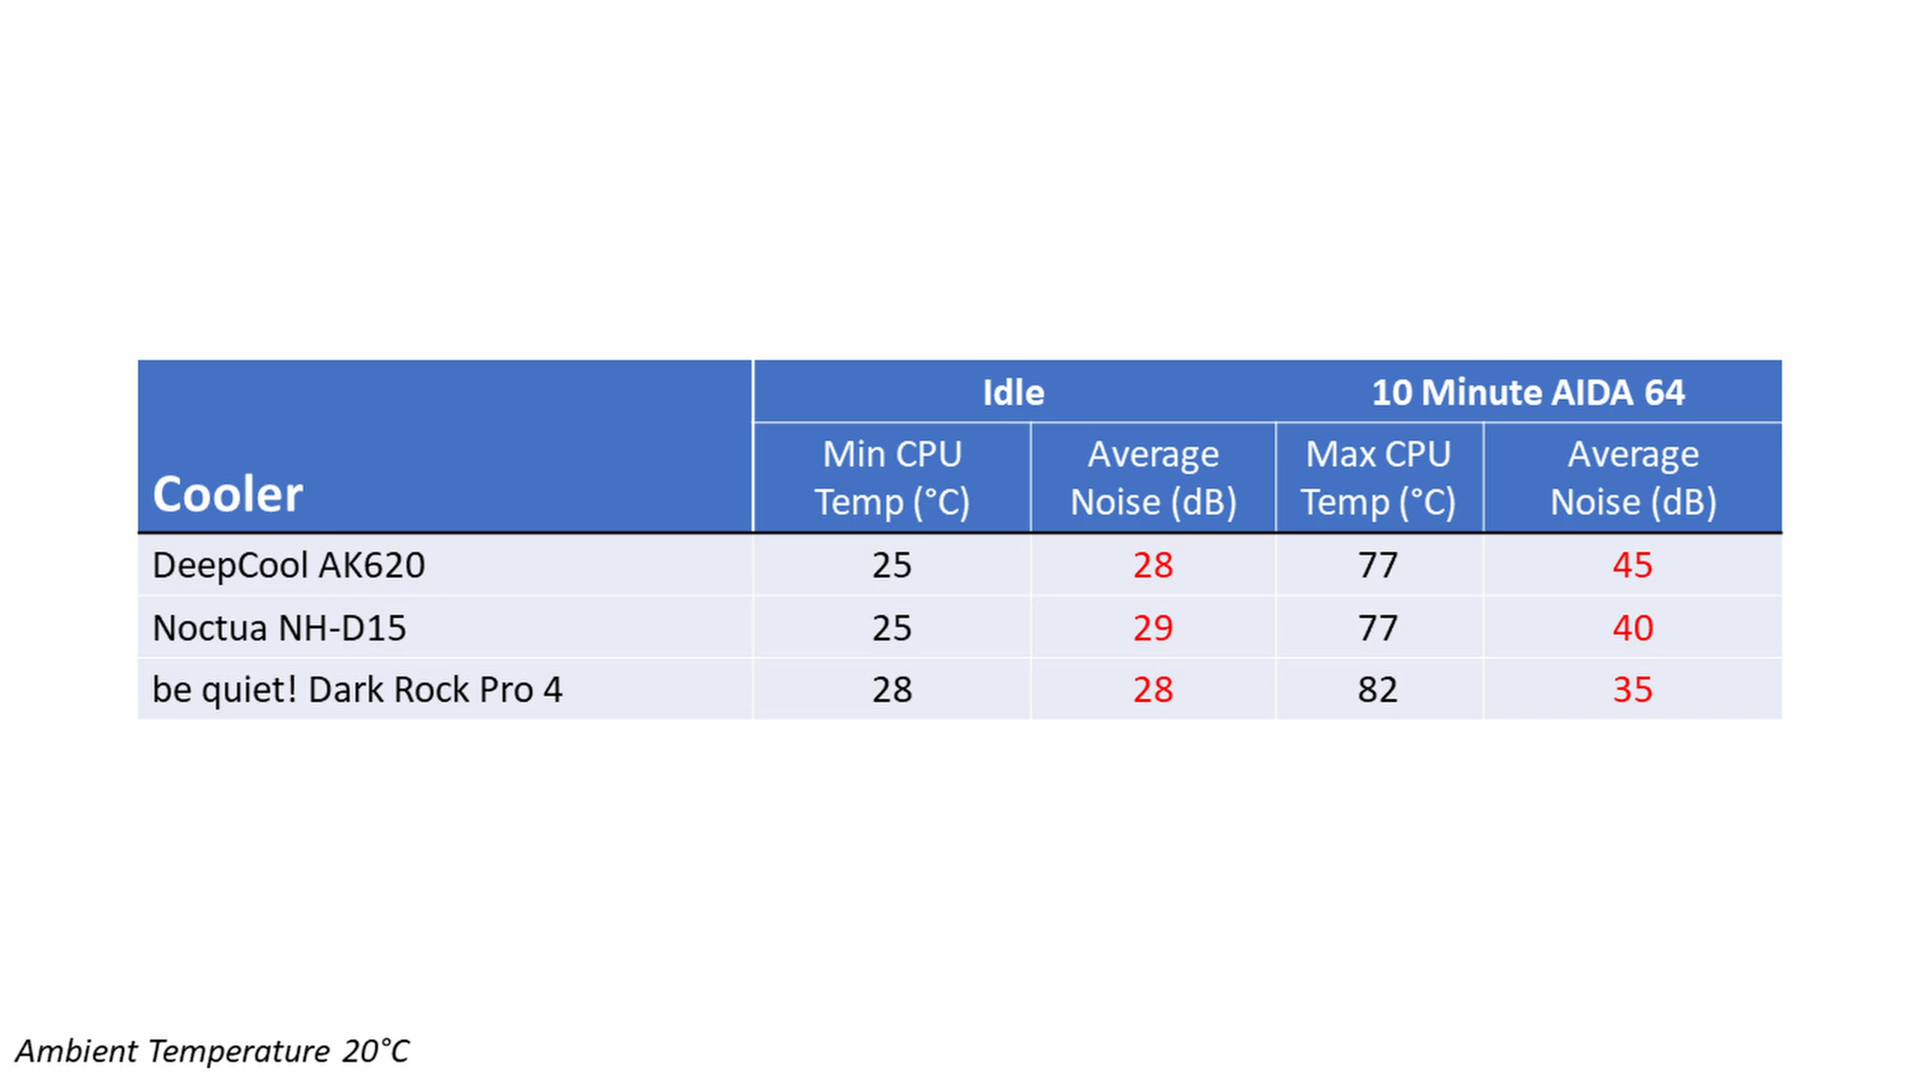 Idle 10 Minute AIDA 64
Cooler
Min CPU Temp (°C) Average Noise (dB) Max CPU Temp (°C) Average Noise (dB)
DeepCool AK620 25 28 77 45
Noctua NH-D15 25 29 77 40
be quiet! Dark Rock Pro 4 28 28 82 35
Ambient Temperature 20°C